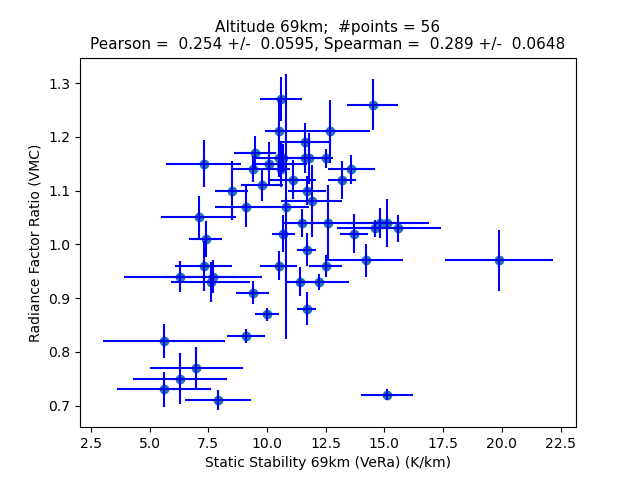 Altitude 69km;  #points = 56
Pearson =  0.254 +/-  0.0595, Spearman =  0.289 +/-  0.0648
1.3
1.2
1.1
1.0
0.9
0.8
0.7
Radiance Factor Ratio (VMC)
2.5 5.0 7.5 10.0 12.5 15.0 17.5 20.0 22.5
Static Stability 69km (VeRa) (K/km)